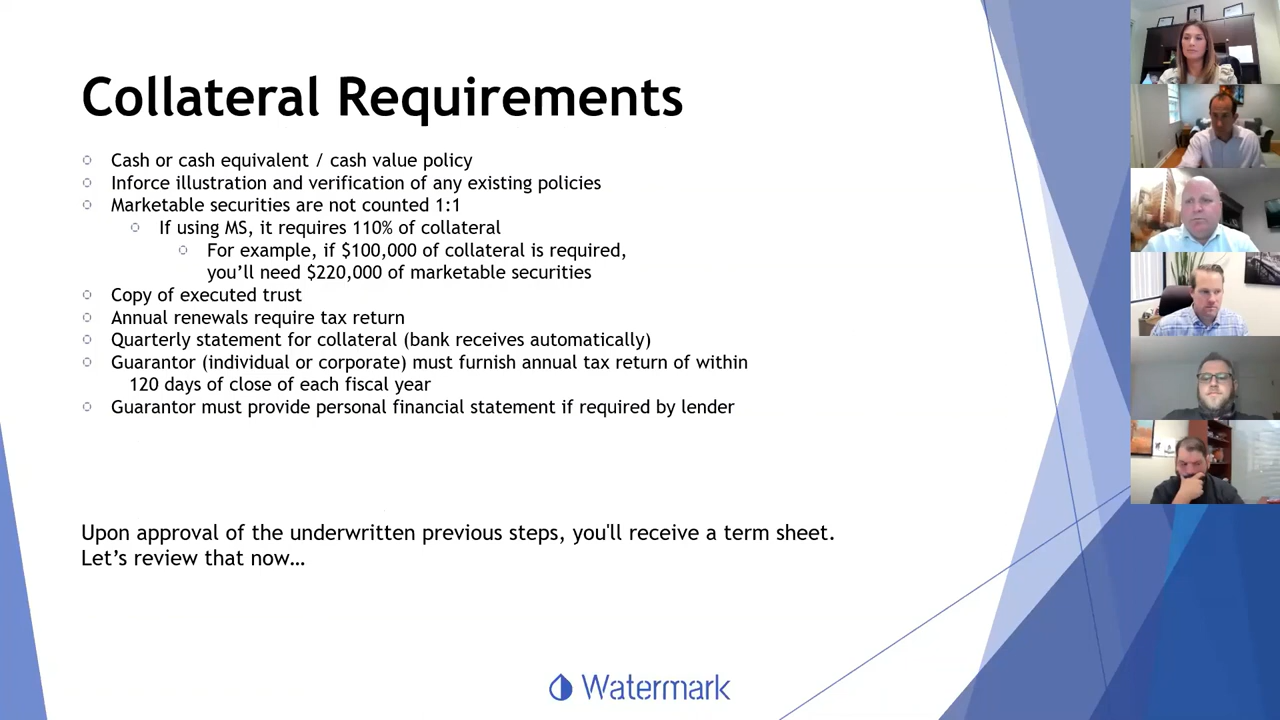 Collateral Requirements
Cash or cash equivalent / cash value policy
Inforce illustration and verification of any existing policies
Marketable securities are not counted 1:1
If using MS, it requires 110% of collateral
For example, if $100,000 of collateral is required,
you’ll need $220,000 of marketable securities
Copy of executed trust
Annual renewals require tax return
Quarterly statement for collateral (bank receives automatically)
Guarantor (individual or corporate) must furnish annual tax return of within
120 days of close of each fiscal year
Guarantor must provide personal financial statement if required by lender
Upon approval of the underwritten previous steps, you'll receive a term sheet.
Let’s review that now…
Watermark